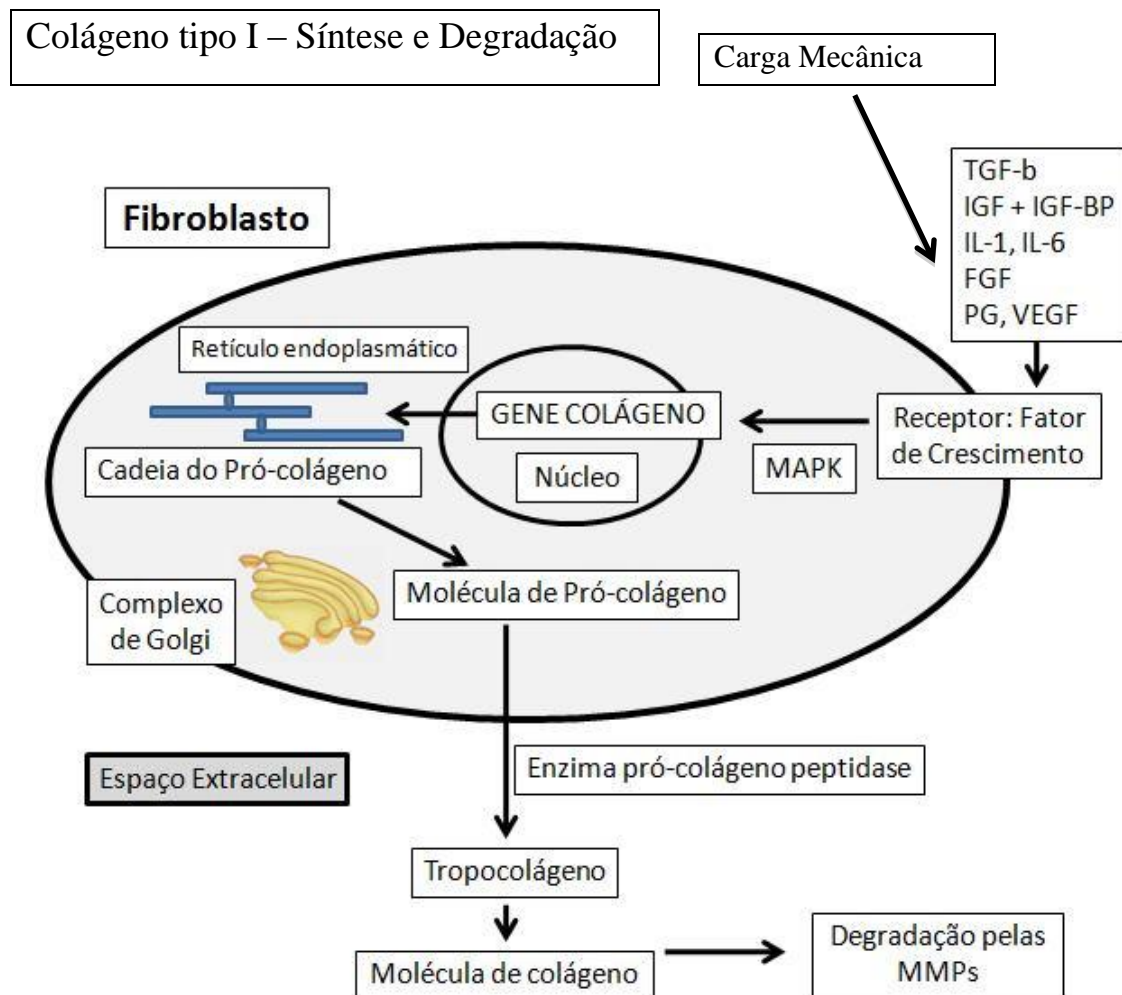 Colágeno tipo I – Síntese e Degradação
Carga Mecânica
TGF-b
IGF + IGF-BP
IL-1, IL-6
FGF
PG, VEGF
Fibroblasto
Retículo endoplasmático
GENE COLÁGENO
Receptor: Fator
de Crescimento
MAPK
Núcleo
Cadeia do Pró-colágeno
Molécula de Pró-colágeno
Complexo
de Golgi
Enzima pró-colágeno peptidase
Espaço Extracelular
Tropocolágeno
Molécula de colágeno
Degradação pelas
MMPs